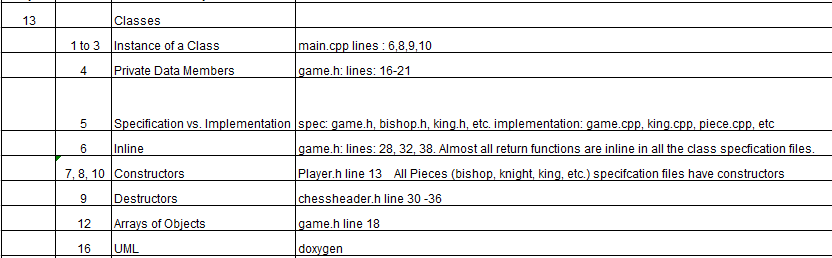 13 Classes
1 to 3 Instance of a Class main.cpp lines : 6,8,9,10
4 Private Data Members game.h: lines: 16-21
5 Specification vs. Implementation spec: game.h, bishop.h, king.h, etc. implementation: game.cpp, king.cpp, piece.cpp, etc
6 Inline game.h: lines: 28, 32, 38. Almost all return functions are inline in all the class specfication files.
7, 8, 10 Constructors Player.h line 13 All Pieces (bishop, knight, king, etc.) specifcation files have constructors
9 Destructors chessheader.h line 30 -36
12 Arrays of Objects game.h line 18
16 UML doxygen